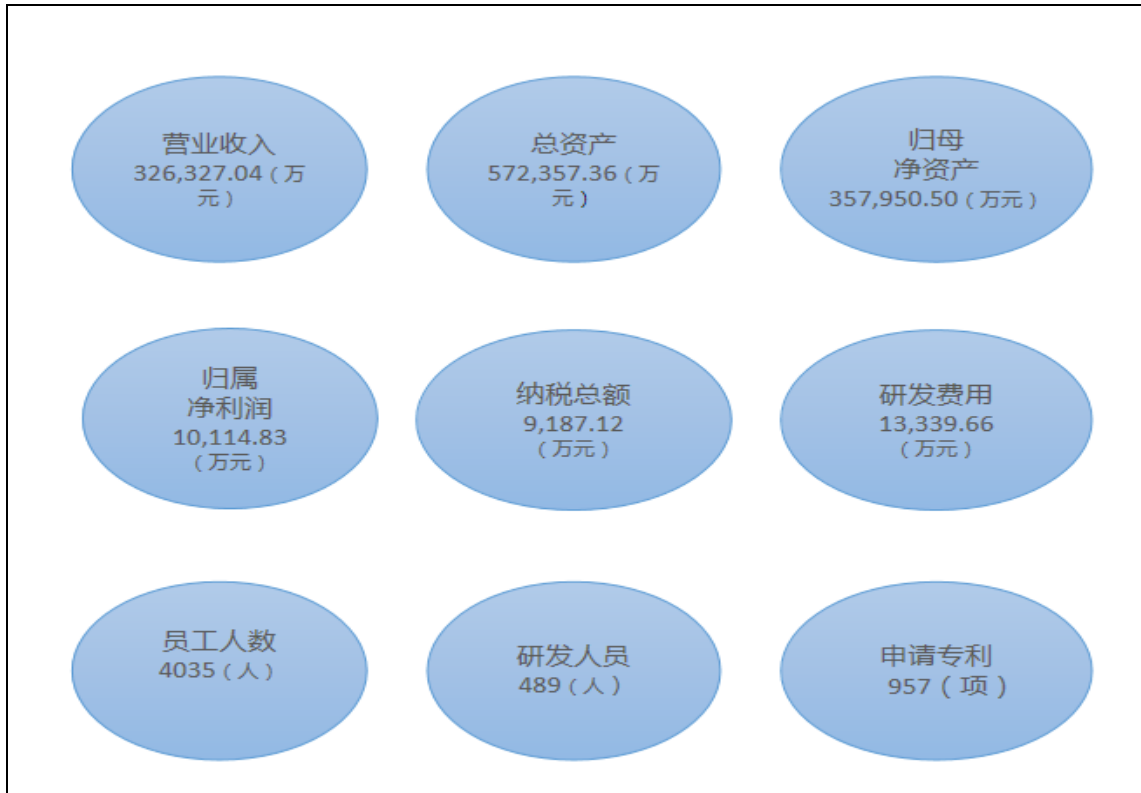 营业收入
326,327.04（万
元）
总资产
572,357.36（万
元）
归母
净资产
357,950.50（万元）
归属
净利润
10,114.83
（万元）
纳税总额
9,187.12
（万元）
研发费用
13,339.66
（万元）
员工人数
4035（人）
研发人员
489（人）
申请专利
957（项）